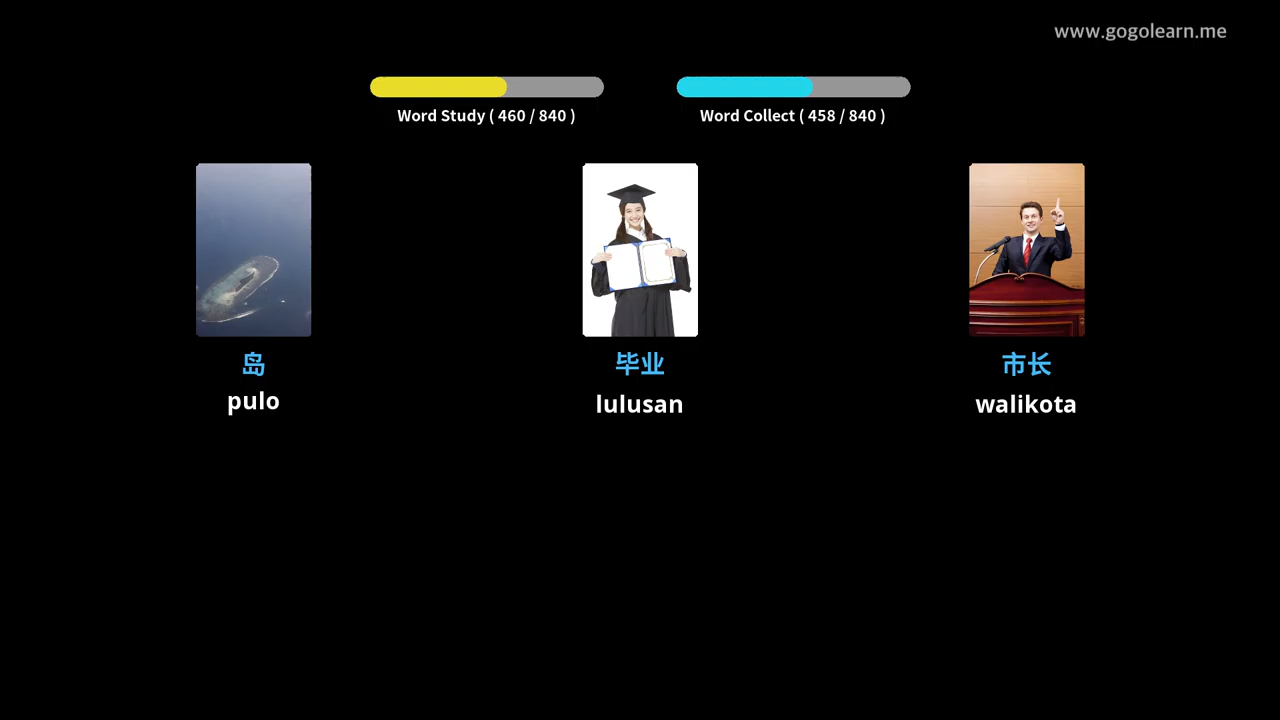 www.gogolearn.me
Word Study ( 460 / 840 )
Word Collect ( 458 / 840 )
岛
毕业
市长
pulo
lulusan
walikota